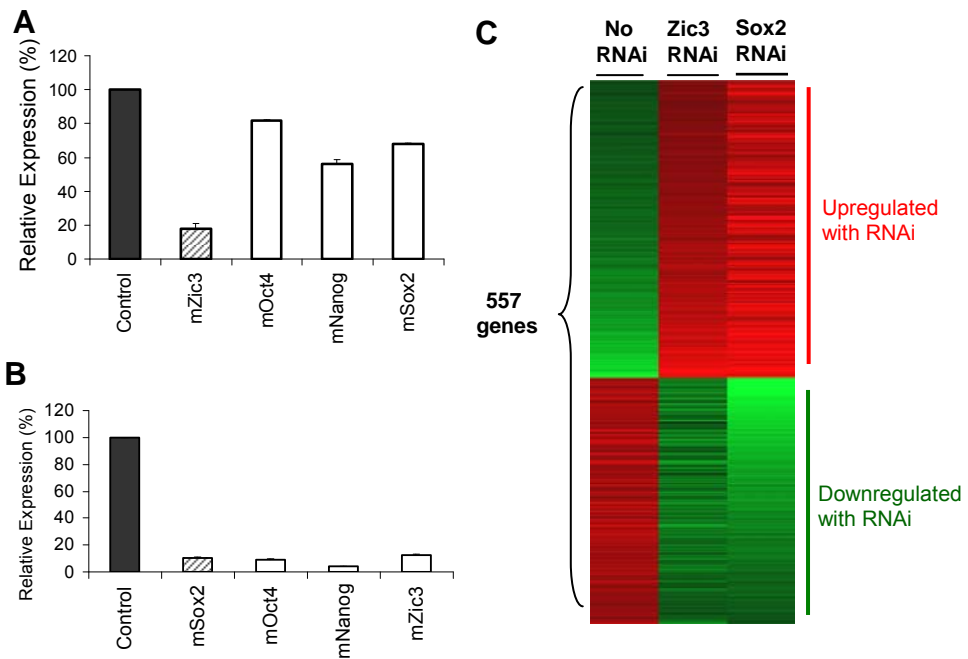 A
Relative Expression (%)
120
100
80
60
40
20
0
Control
mZic3
mOct4
mNanog
mSox2
B
Relative Expression (%)
120
100
80
60
40
20
0
Control
mSox2
mOct4
mNanog
mZic3
C
No RNAi
Zic3 RNAi
Sox2 RNAi
557
genes
Upregulated
with RNAi
Downregulated
with RNAi